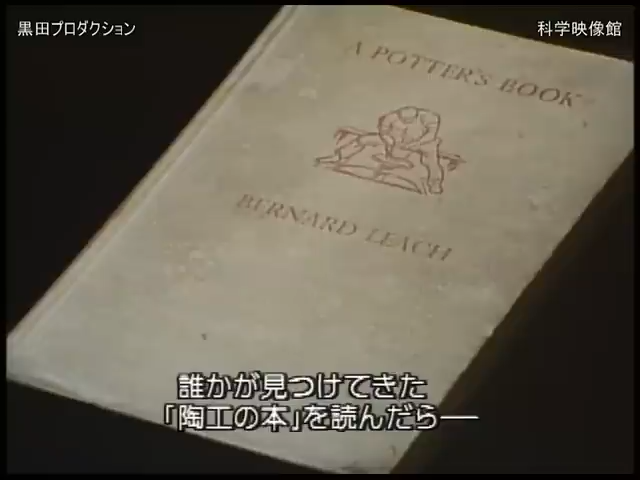 黒田プロダクション
科学映像館
A POTTER'S BOOK
BERNARD LEACH
誰かが見つけてきた
「陶工の本」を読んだら──